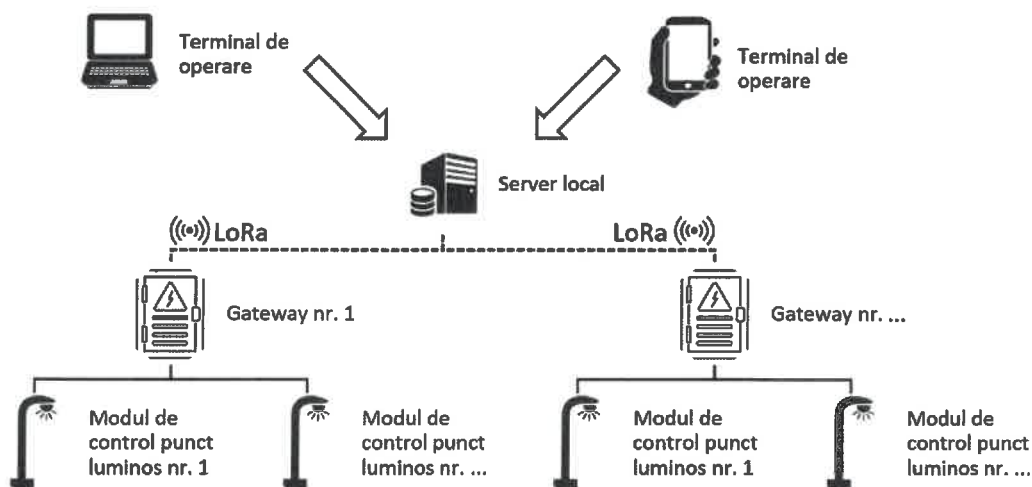 Terminal de
operare
Terminal de
operare
Server local
LoRa
LoRa
Gateway nr. 1
Gateway nr. ...
Modul de
control punct
luminos nr. 1
Modul de
control punct
luminos nr. ...
Modul de
control punct
luminos nr. 1
Modul de
control punct
luminos nr. ...